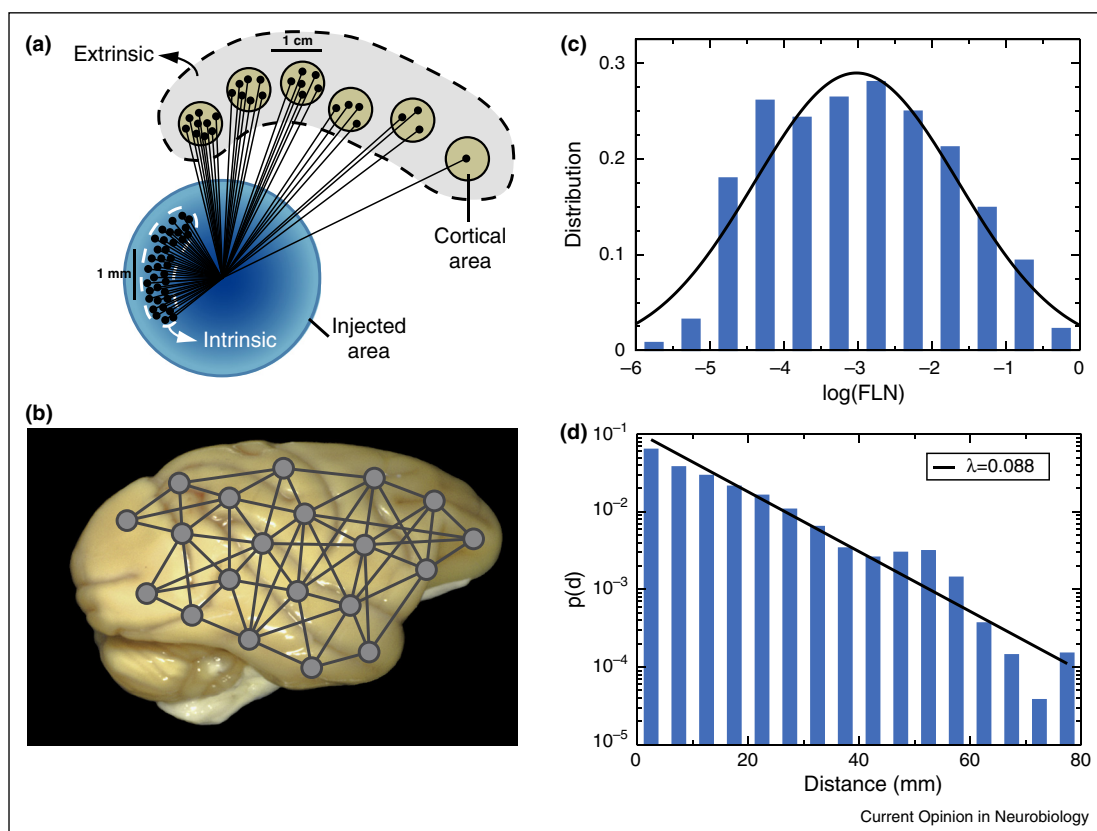 (a)
1 cm
Extrinsic
Cortical
area
1 mm
Injected
area
Intrinsic
(b)
(c)
0.3
0.2
0.1
0
Distribution
−6 −5 −4 −3 −2 −1 0
log(FLN)
(d)
10⁻¹
10⁻²
10⁻³
10⁻⁴
10⁻⁵
p(d)
λ=0.088
0 20 40 60 80
Distance (mm)
Current Opinion in Neurobiology